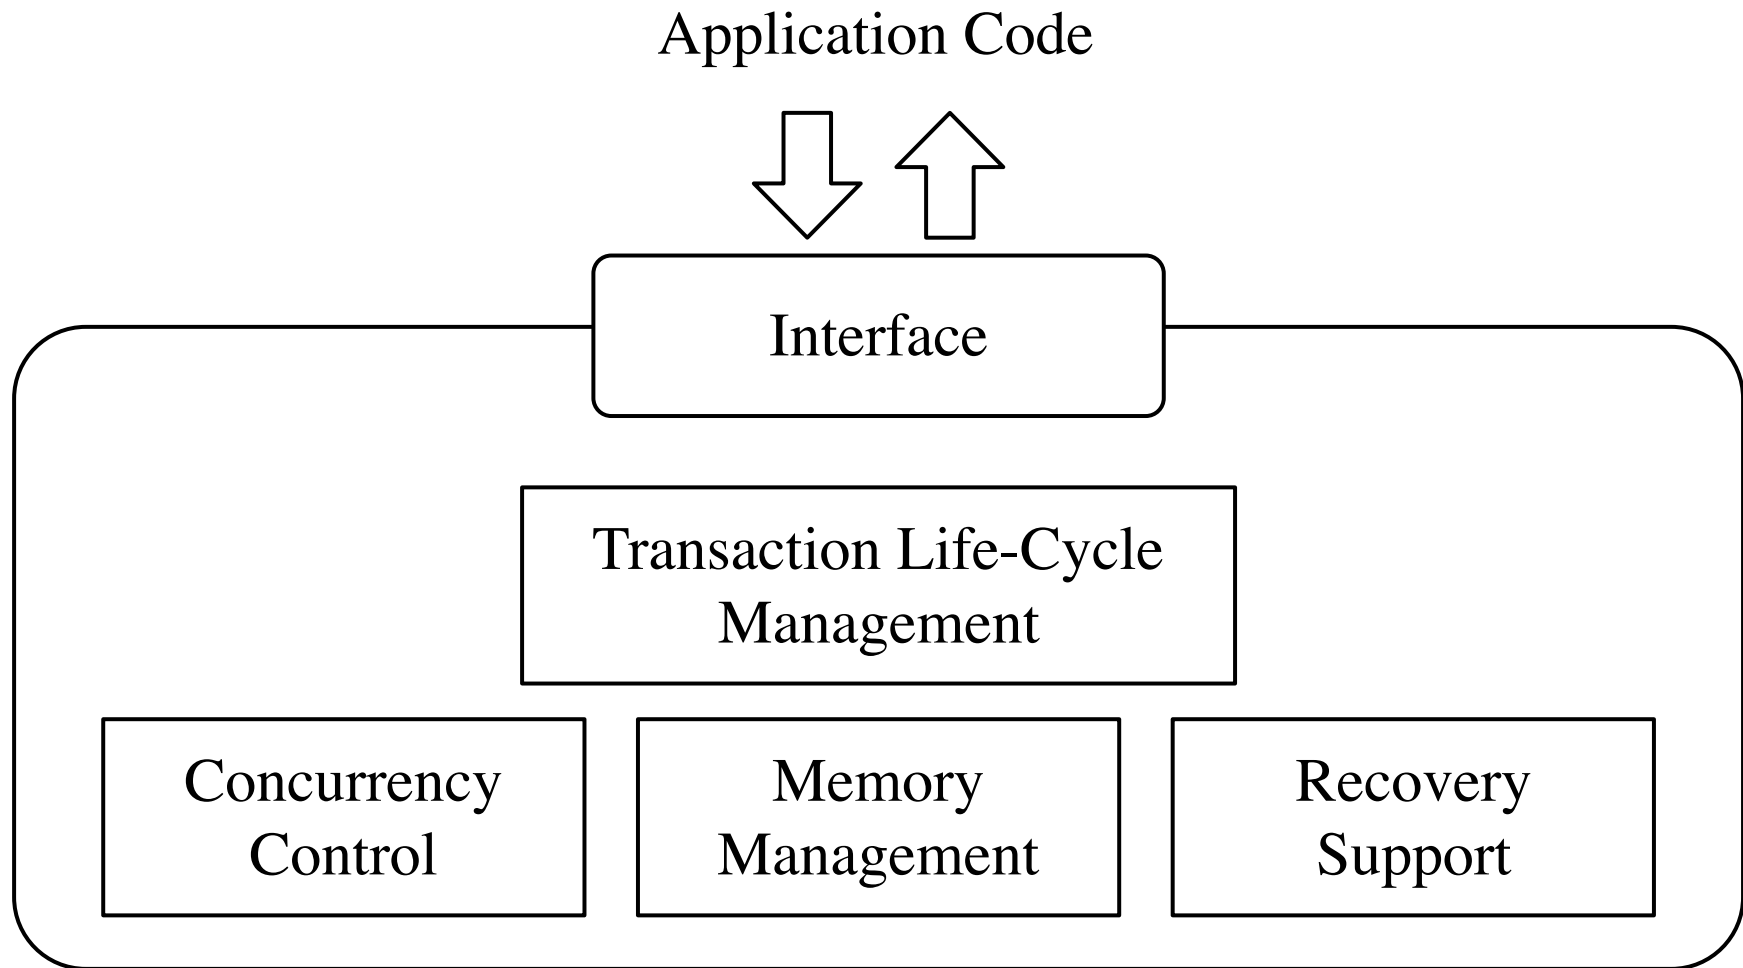 Application Code
Interface
Transaction Life-Cycle
Management
Concurrency
Control
Memory
Management
Recovery
Support